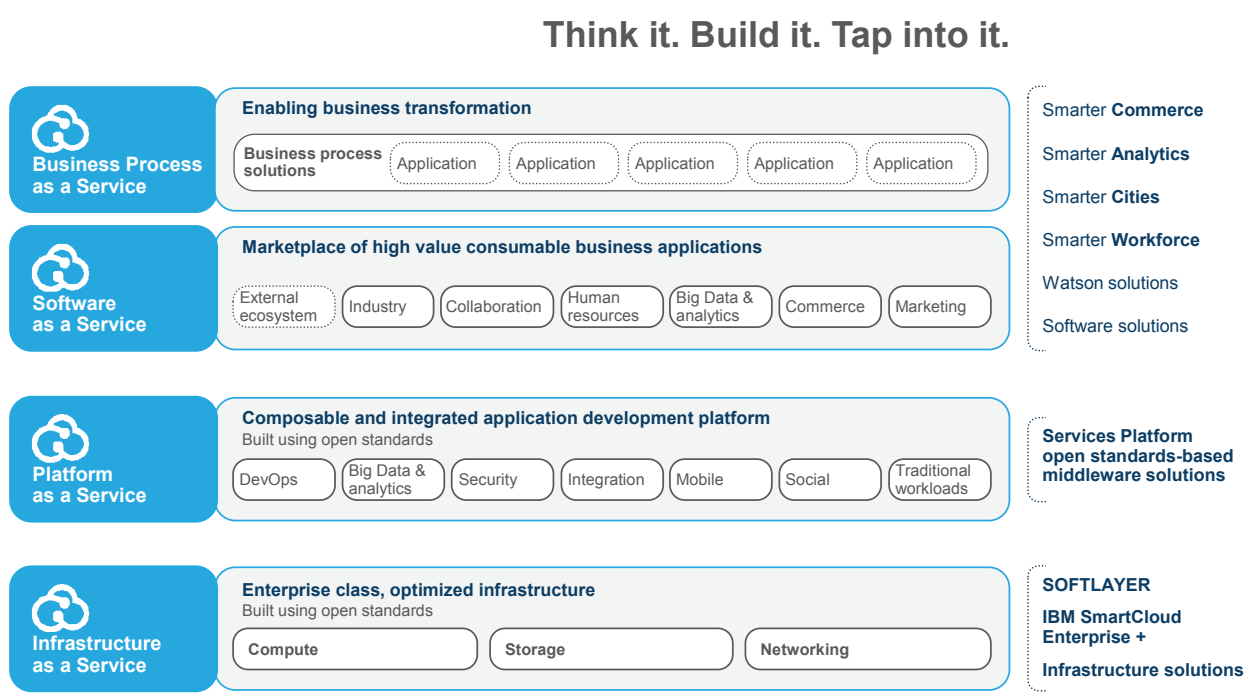 Think it. Build it. Tap into it.
Business Process
as a Service
Enabling business transformation
Business process
solutions
Application
Application
Application
Application
Application
Software
as a Service
Marketplace of high value consumable business applications
External
ecosystem
Industry
Collaboration
Human
resources
Big Data &
analytics
Commerce
Marketing
Smarter Commerce
Smarter Analytics
Smarter Cities
Smarter Workforce
Watson solutions
Software solutions
Platform
as a Service
Composable and integrated application development platform
Built using open standards
DevOps
Big Data &
analytics
Security
Integration
Mobile
Social
Traditional
workloads
Services Platform
open standards-based
middleware solutions
Infrastructure
as a Service
Enterprise class, optimized infrastructure
Built using open standards
Compute
Storage
Networking
SOFTLAYER
IBM SmartCloud
Enterprise +
Infrastructure solutions